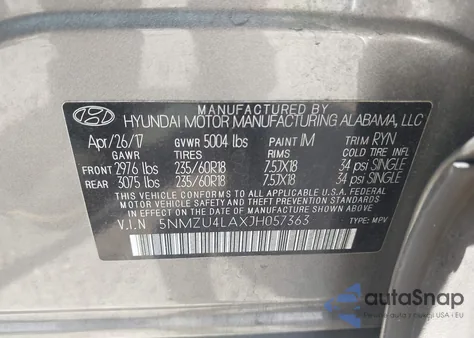 MANUFACTURED BY
HYUNDAI MOTOR MANUFACTURING ALABAMA, LLC
Apr/26/17 GVWR 5004 lbs PAINT IM TRIM RYN
GAWR TIRES RIMS COLD TIRE INFL
FRONT 2976 lbs 235/60R18 7.5JX18 34 psi SINGLE
REAR 3075 lbs 235/60R18 7.5JX18 34 psi SINGLE
THIS VEHICLE CONFORMS TO ALL APPLICABLE U.S.A. FEDERAL
MOTOR VEHICLE SAFETY AND THEFT PREVENTION STANDARDS IN
EFFECT ON THE DATE OF MANUFACTURE SHOWN ABOVE.
V.I.N 5NMZU4LAXJH057363 TYPE: MPV
autoSnap